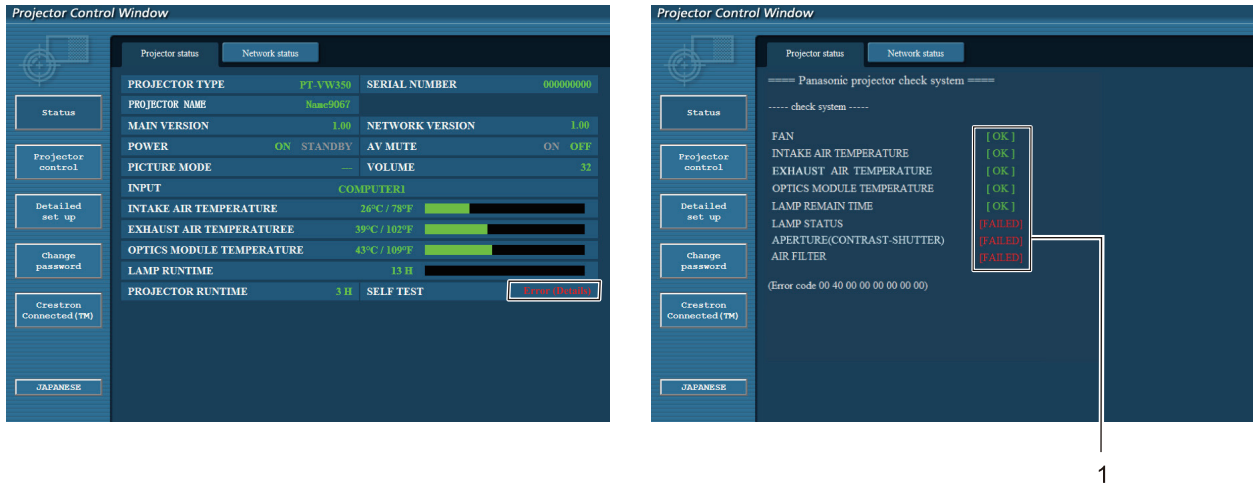 Projector Control Window
Projector status
Network status
Status
Projector control
Detailed set up
Change password
Crestron Connected(TM)
JAPANESE
PROJECTOR TYPE PT-VW350 SERIAL NUMBER 000000000
PROJECTOR NAME Name9067
MAIN VERSION 1.00 NETWORK VERSION 1.00
POWER ON STANDBY AV MUTE ON OFF
PICTURE MODE — VOLUME 32
INPUT COMPUTER1
INTAKE AIR TEMPERATURE 26°C / 78°F
EXHAUST AIR TEMPERATUREE 39°C / 102°F
OPTICS MODULE TEMPERATURE 43°C / 109°F
LAMP RUNTIME 13 H
PROJECTOR RUNTIME 3 H SELF TEST Error (Details)
Projector Control Window
Projector status
Network status
Status
Projector control
Detailed set up
Change password
Crestron Connected(TM)
JAPANESE
==== Panasonic projector check system ====
----- check system -----
FAN [ OK ]
INTAKE AIR TEMPERATURE [ OK ]
EXHAUST AIR TEMPERATURE [ OK ]
OPTICS MODULE TEMPERATURE [ OK ]
LAMP REMAIN TIME [ OK ]
LAMP STATUS [FAILED]
APERTURE(CONTRAST-SHUTTER) [FAILED]
AIR FILTER [FAILED]
(Error code 00 40 00 00 00 00 00 00)
1